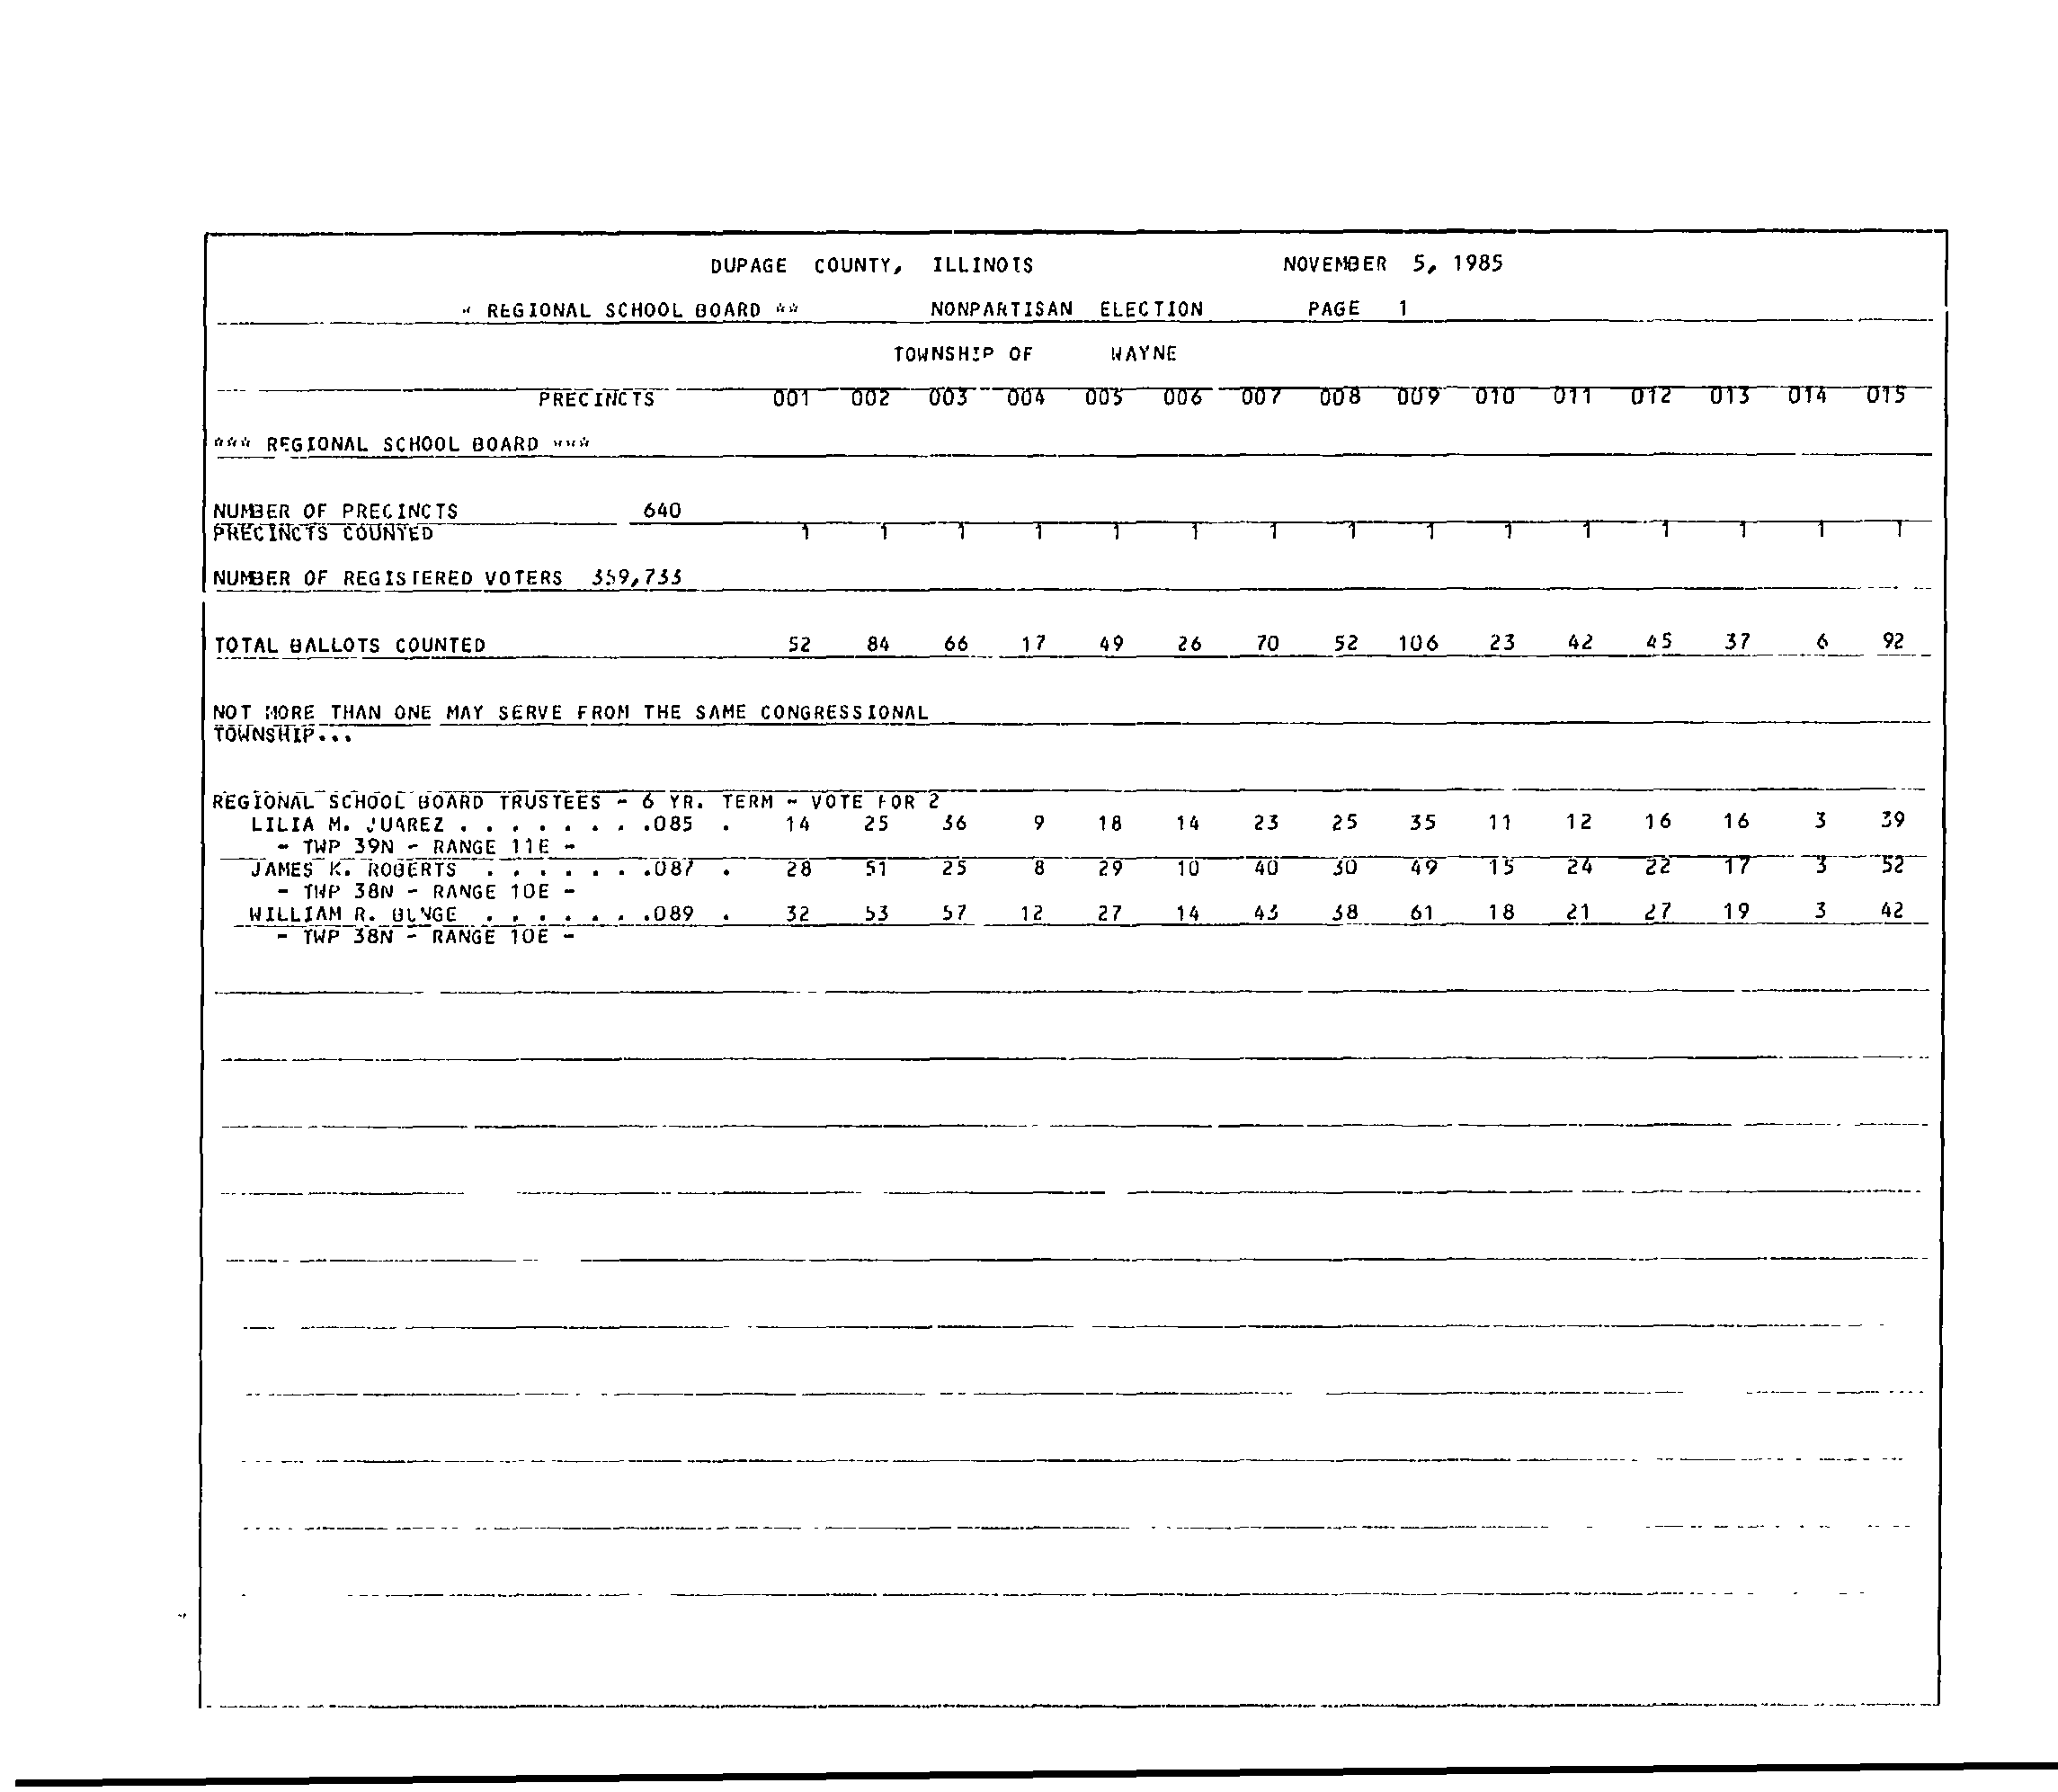 DUPAGE COUNTY, ILLINOIS NOVEMBER 5, 1985
* REGIONAL SCHOOL BOARD ** NONPARTISAN ELECTION PAGE 1
TOWNSHIP OF WAYNE
PRECINCTS 001 002 003 004 005 006 007 008 009 010 011 012 013 014 015
*** REGIONAL SCHOOL BOARD ***
NUMBER OF PRECINCTS 640
PRECINCTS COUNTED 1 1 1 1 1 1 1 1 1 1 1 1 1 1 1
NUMBER OF REGISTERED VOTERS 359,733
TOTAL BALLOTS COUNTED 52 84 66 17 49 26 70 52 106 23 42 45 37 6 92
NOT MORE THAN ONE MAY SERVE FROM THE SAME CONGRESSIONAL
TOWNSHIP...
REGIONAL SCHOOL BOARD TRUSTEES - 6 YR. TERM - VOTE FOR 2
LILIA M. JUAREZ . . . . . . . .085 . 14 25 36 9 18 14 23 25 35 11 12 16 16 3 39
- TWP 39N - RANGE 11E -
JAMES K. ROBERTS . . . . . . .087 . 28 51 25 8 29 10 40 30 49 15 24 22 17 3 52
- TWP 38N - RANGE 10E -
WILLIAM R. BUNGE . . . . . . .089 . 32 53 57 12 27 14 43 38 61 18 21 27 19 3 42
- TWP 38N - RANGE 10E -